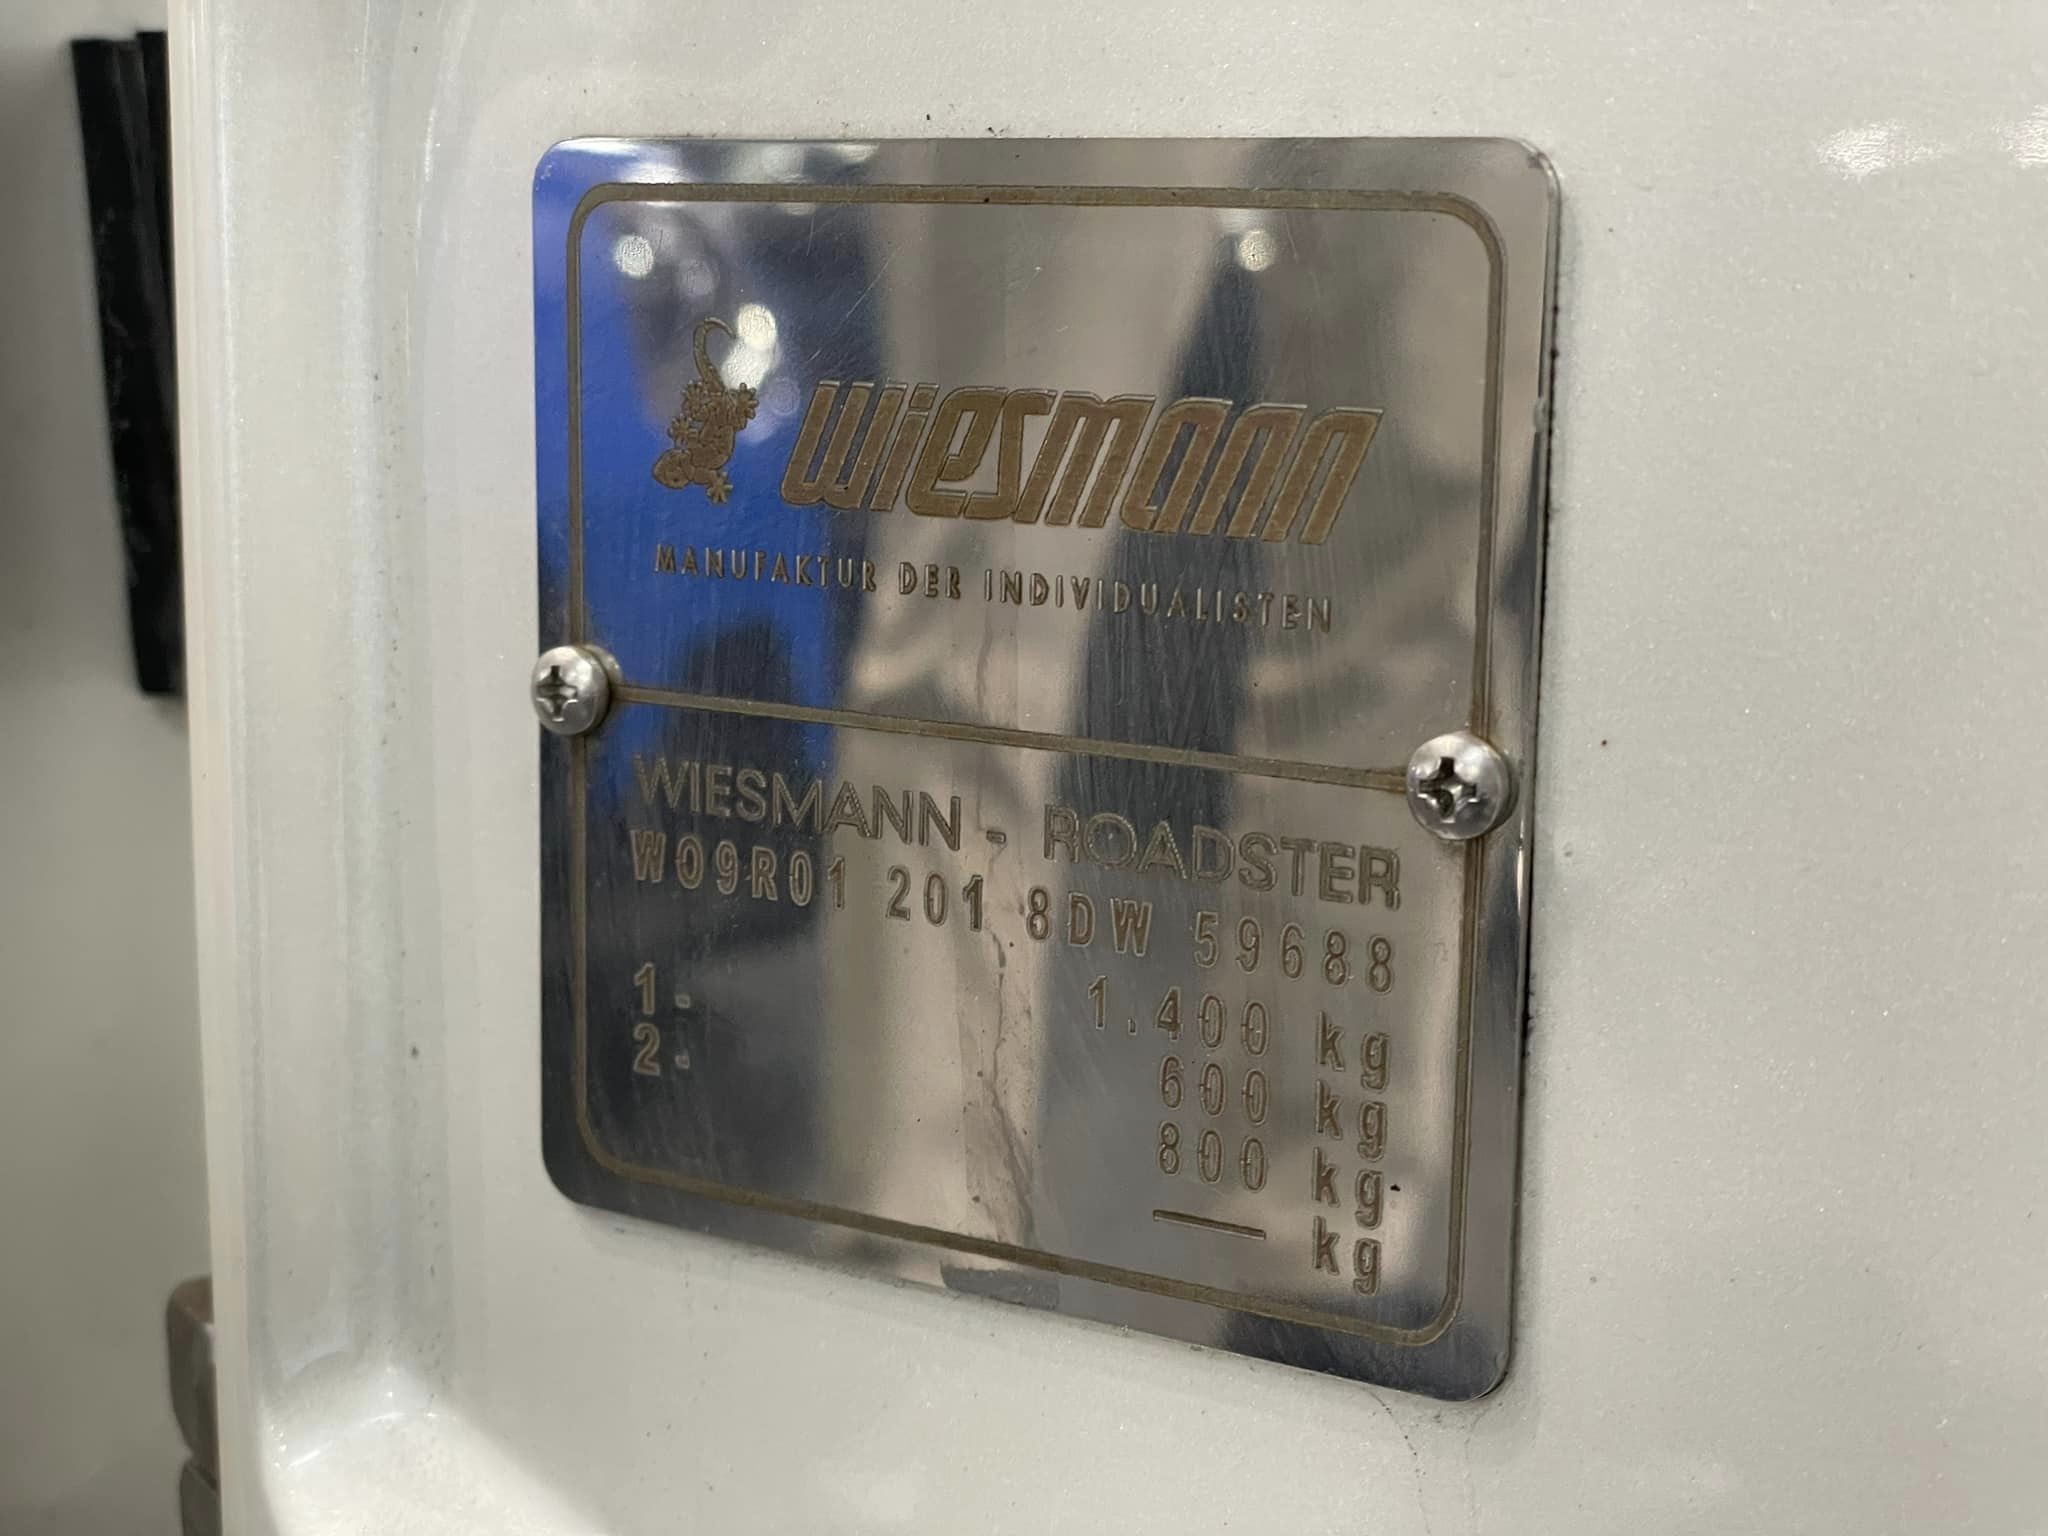 wiesmann
MANUFAKTUR DER INDIVIDUALISTEN
WIESMANN - ROADSTER
W09R01 201 8DW 59688
1.400 kg
1. 600 kg
2. 800 kg
— kg